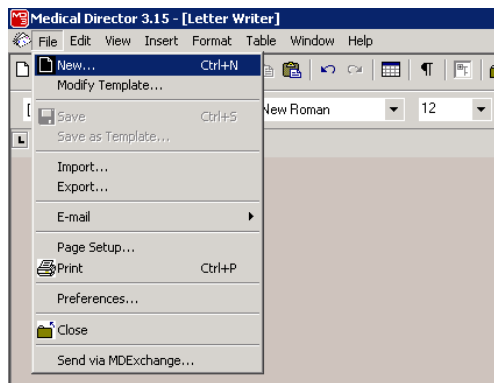 Medical Director 3.15 - [Letter Writer]
File Edit View Insert Format Table Window Help
New... Ctrl+N
Modify Template...
New Roman 12
Save Ctrl+S
Save as Template...
L
Import...
Export...
E-mail
Page Setup...
Print Ctrl+P
Preferences...
Close
Send via MDExchange...